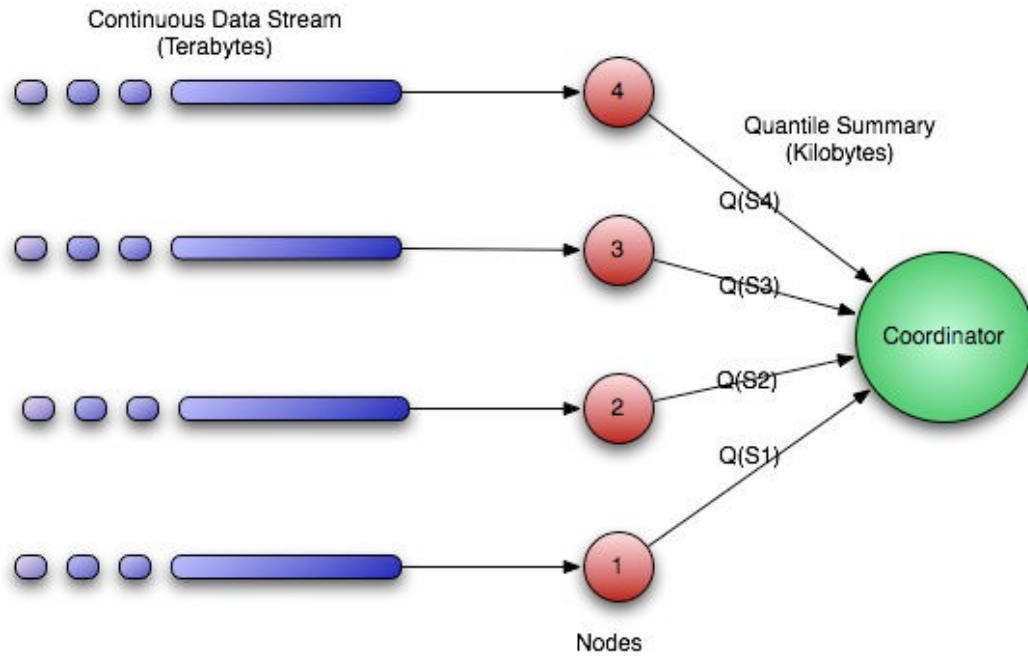 Continuous Data Stream
(Terabytes)
4
Quantile Summary
(Kilobytes)
Q(S4)
3
Q(S3)
Coordinator
2
Q(S2)
Q(S1)
1
Nodes